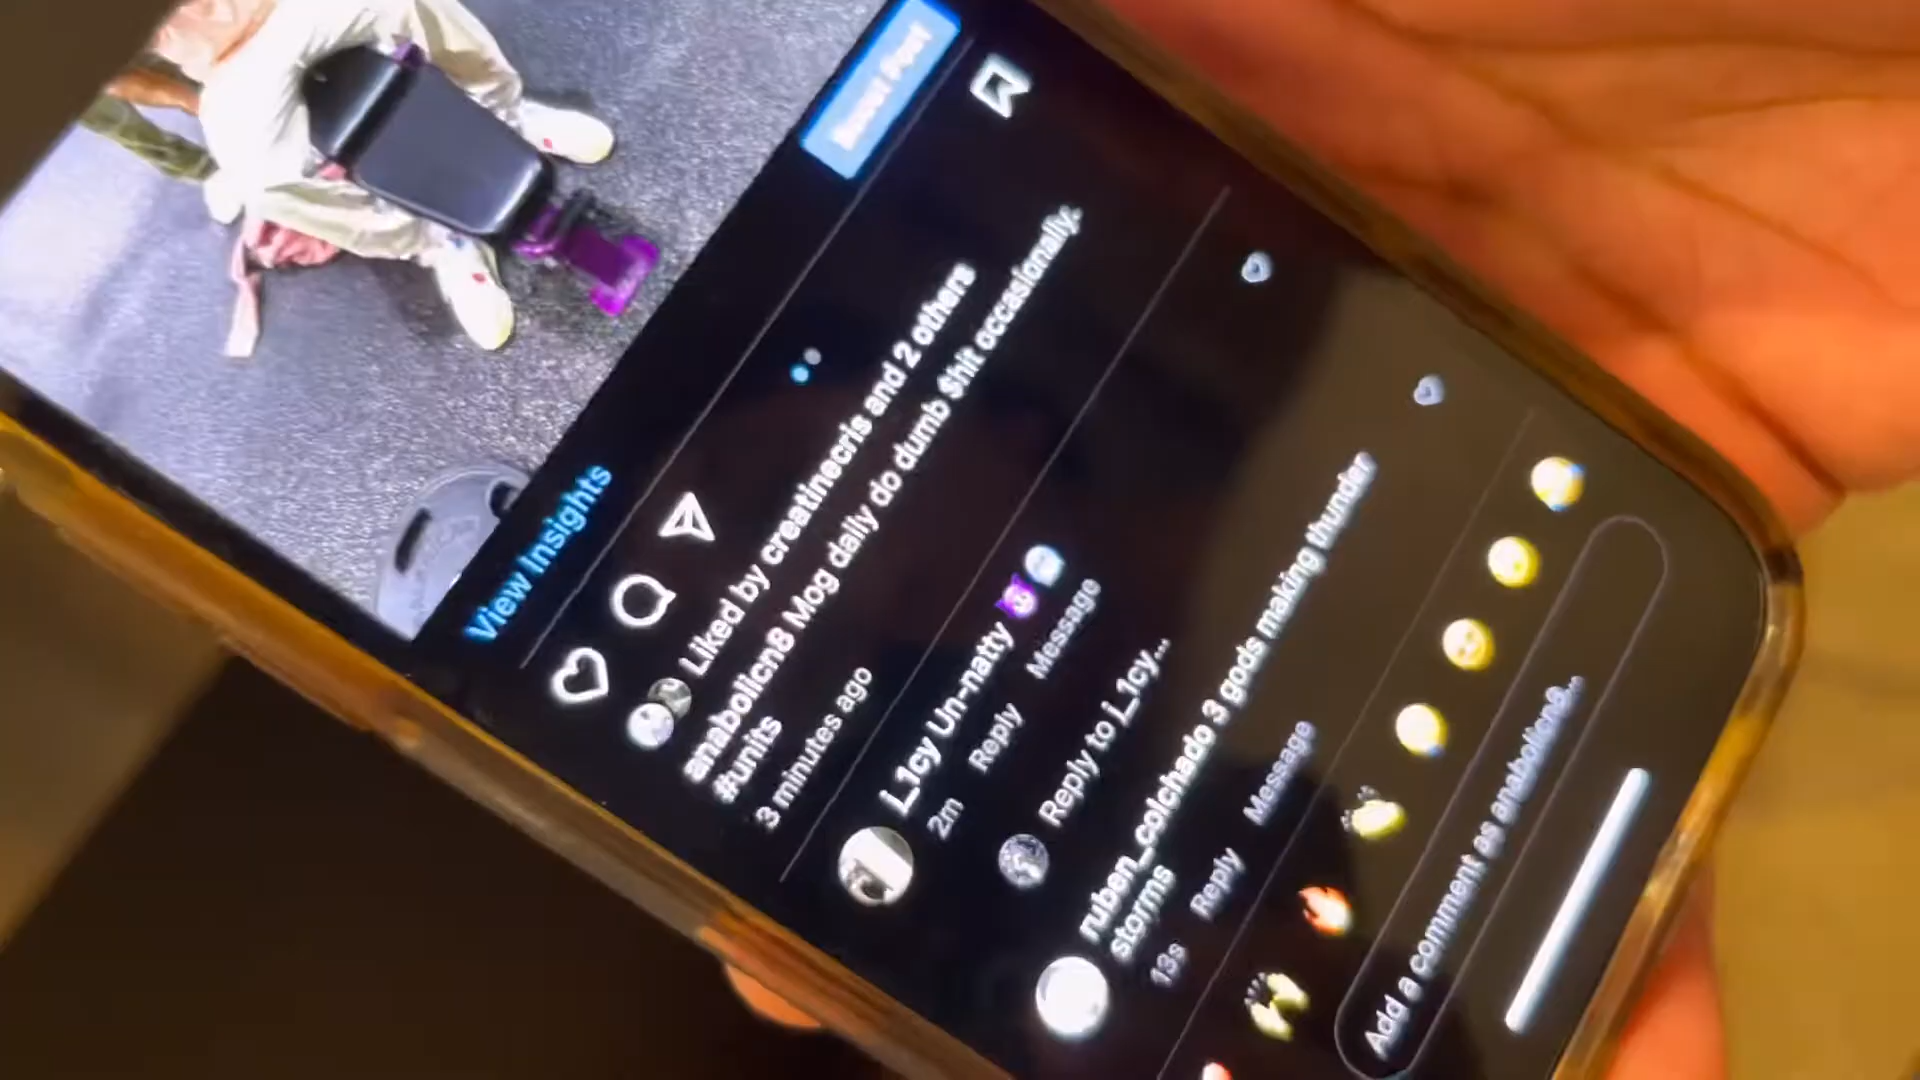 View Insights
Boost Post
Liked by creatinecris and 2 others
anabolicn8 Mog daily do dumb $hit occasionally.
#units
3 minutes ago
L1cy Un-natty 😈🥶
2m Reply Message
Reply to L1cy...
ruben_colchado 3 gods making thunder
storms
13s Reply Message
Add a comment as anabolicn8...